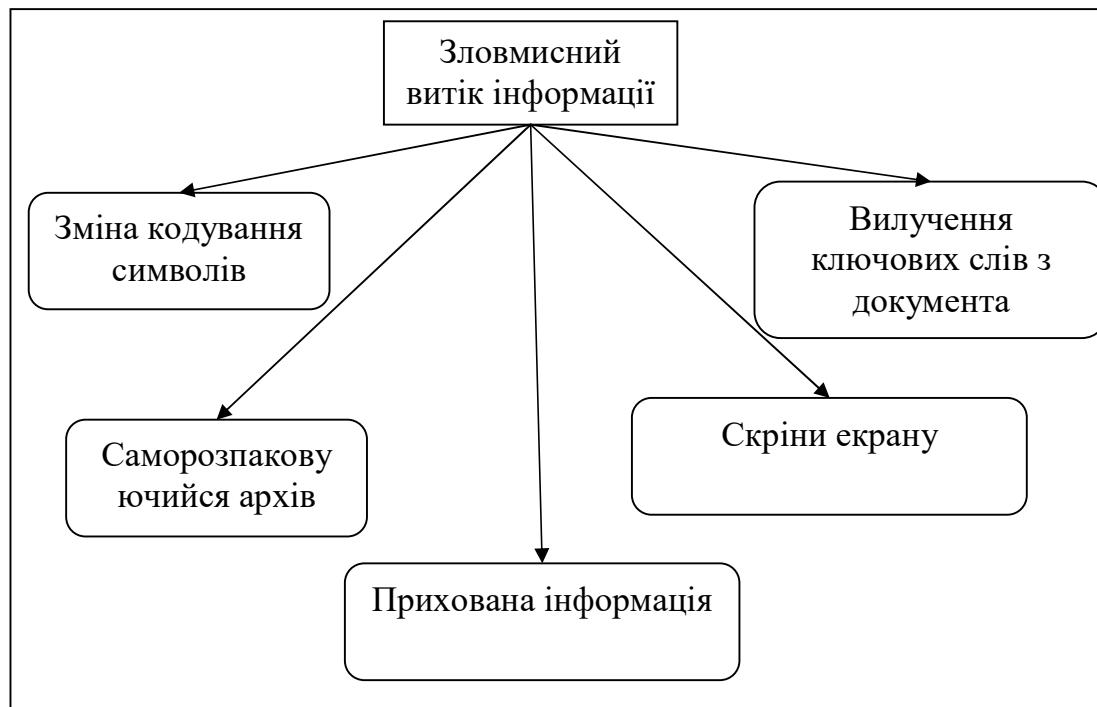 Зловмисний
витік інформації
Зміна кодування
символів
Вилучення
ключових слів з
документа
Саморозпакову
ючийся архів
Скріни екрану
Прихована інформація